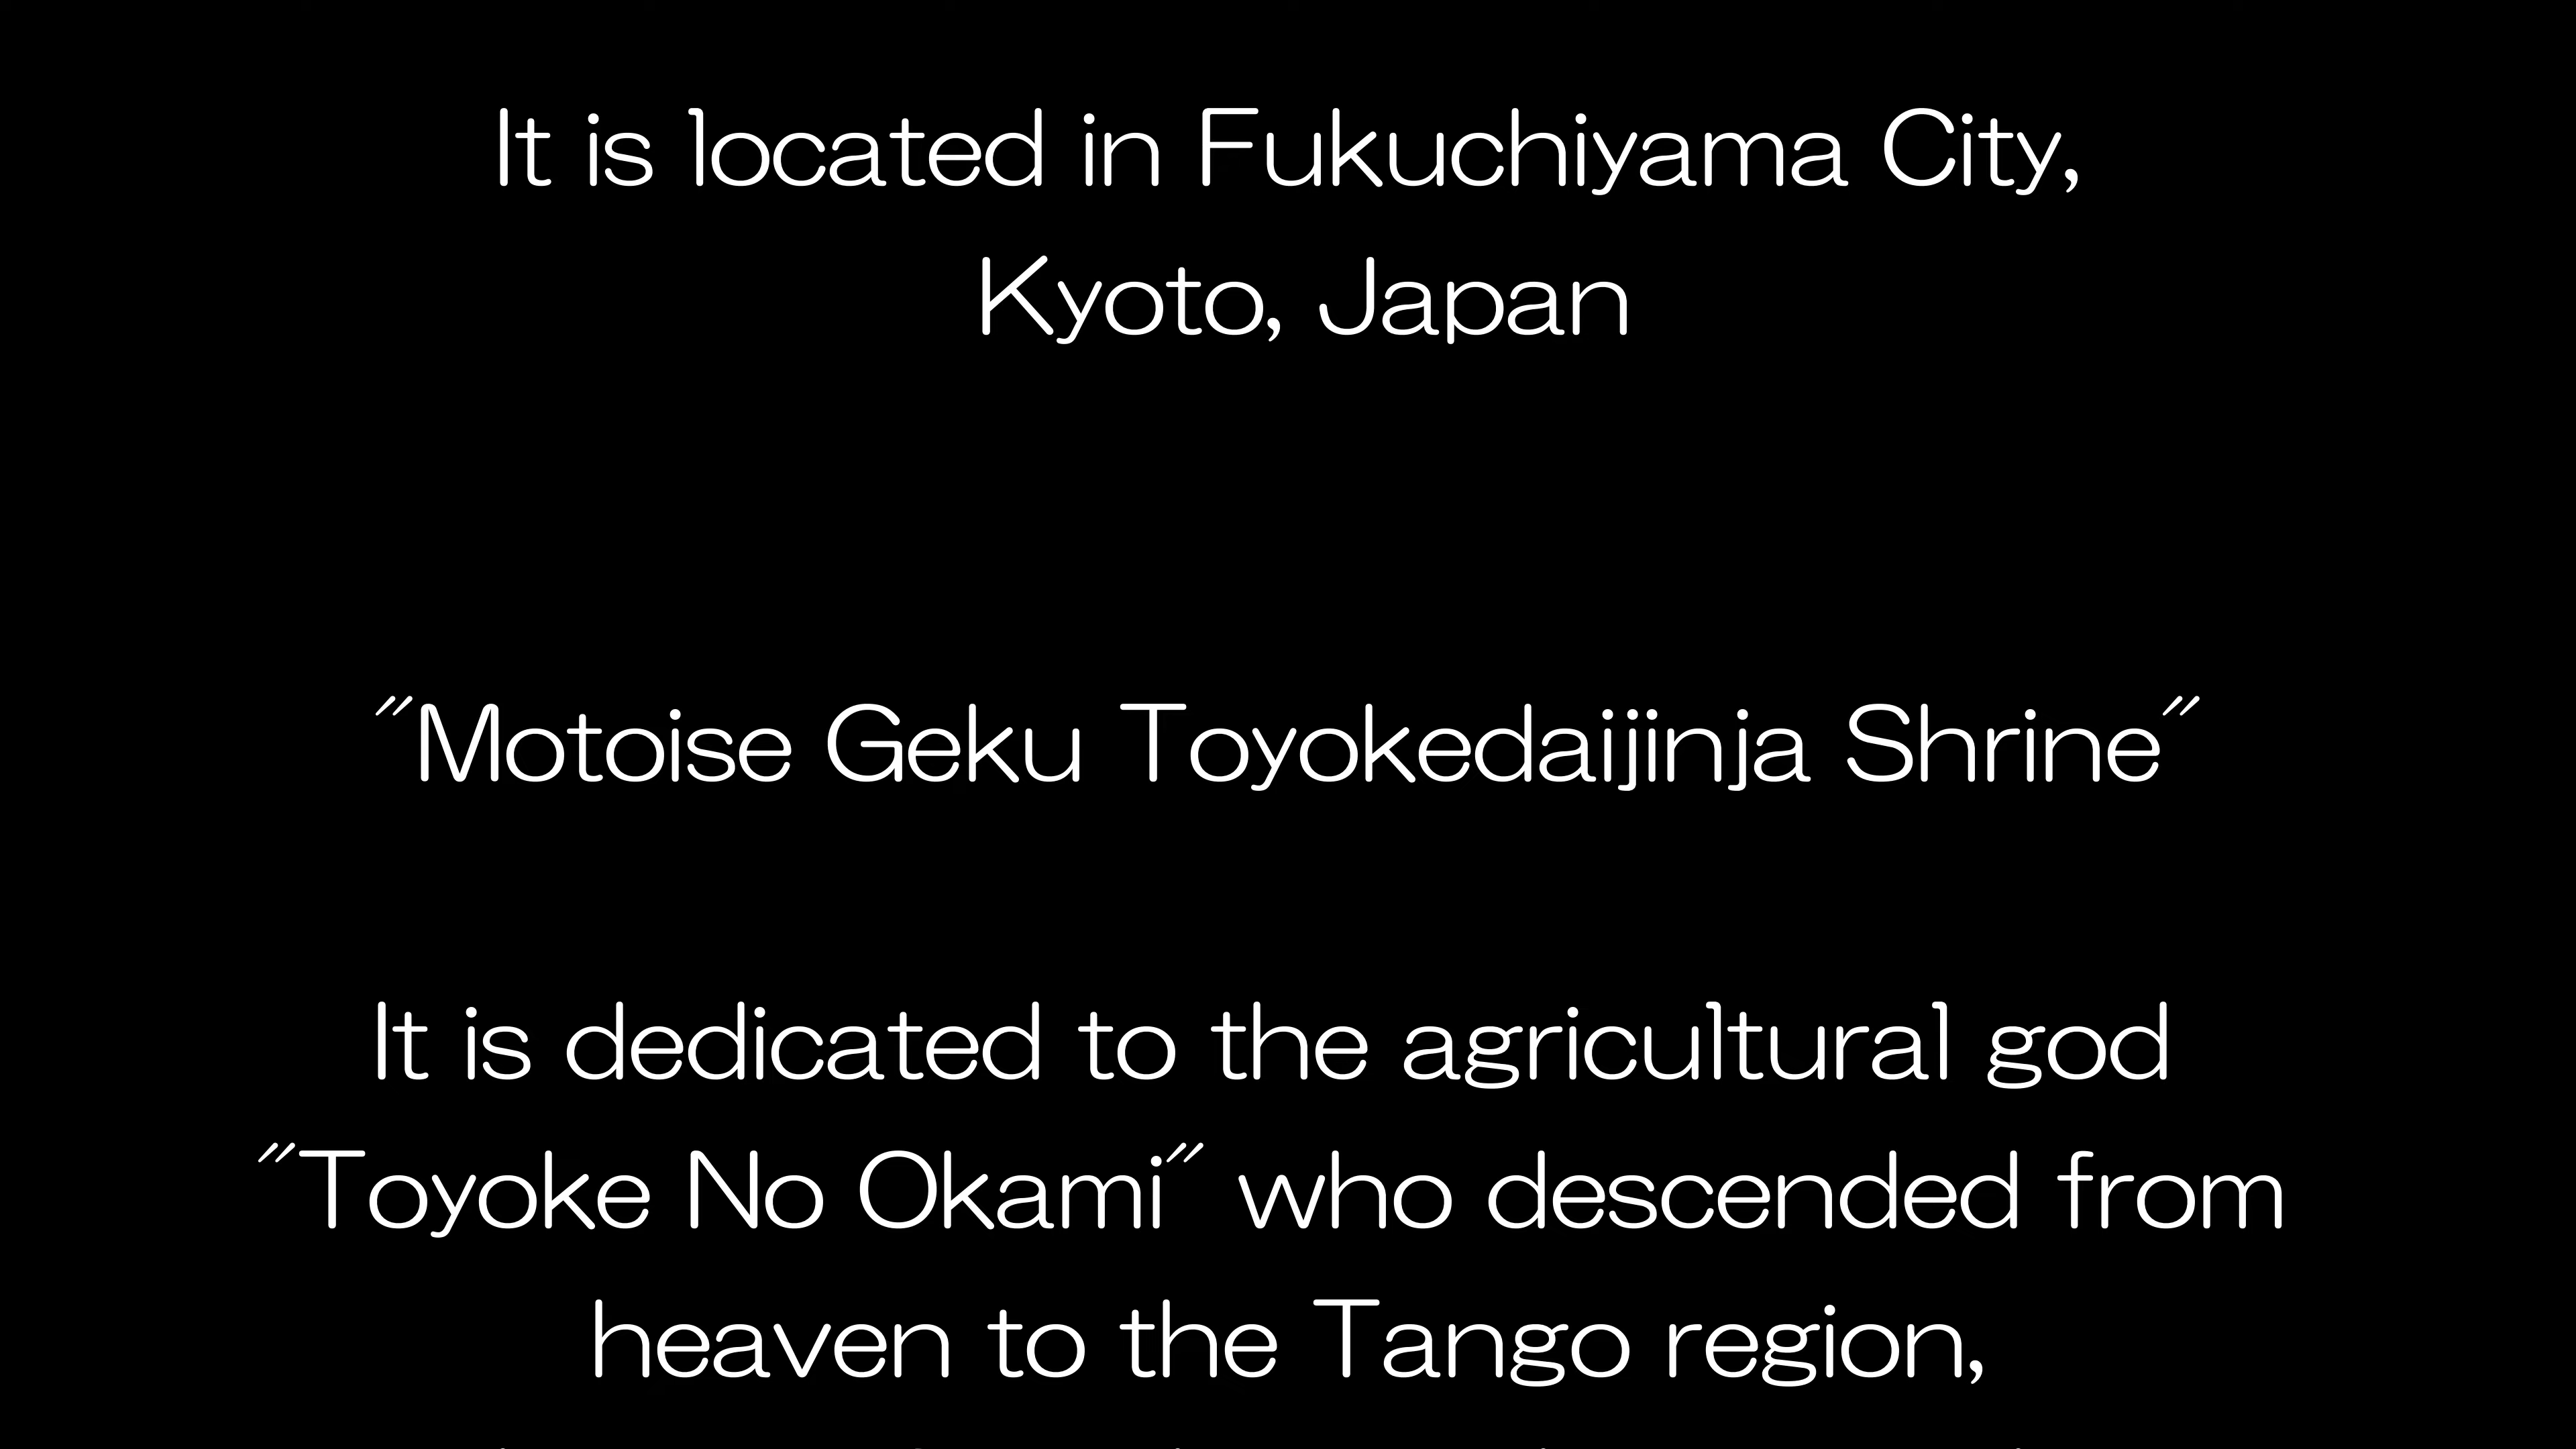 It is located in Fukuchiyama City,
Kyoto, Japan
"Motoise Geku Toyokedaijinja Shrine"
It is dedicated to the agricultural god
"Toyoke No Okami" who descended from
heaven to the Tango region,